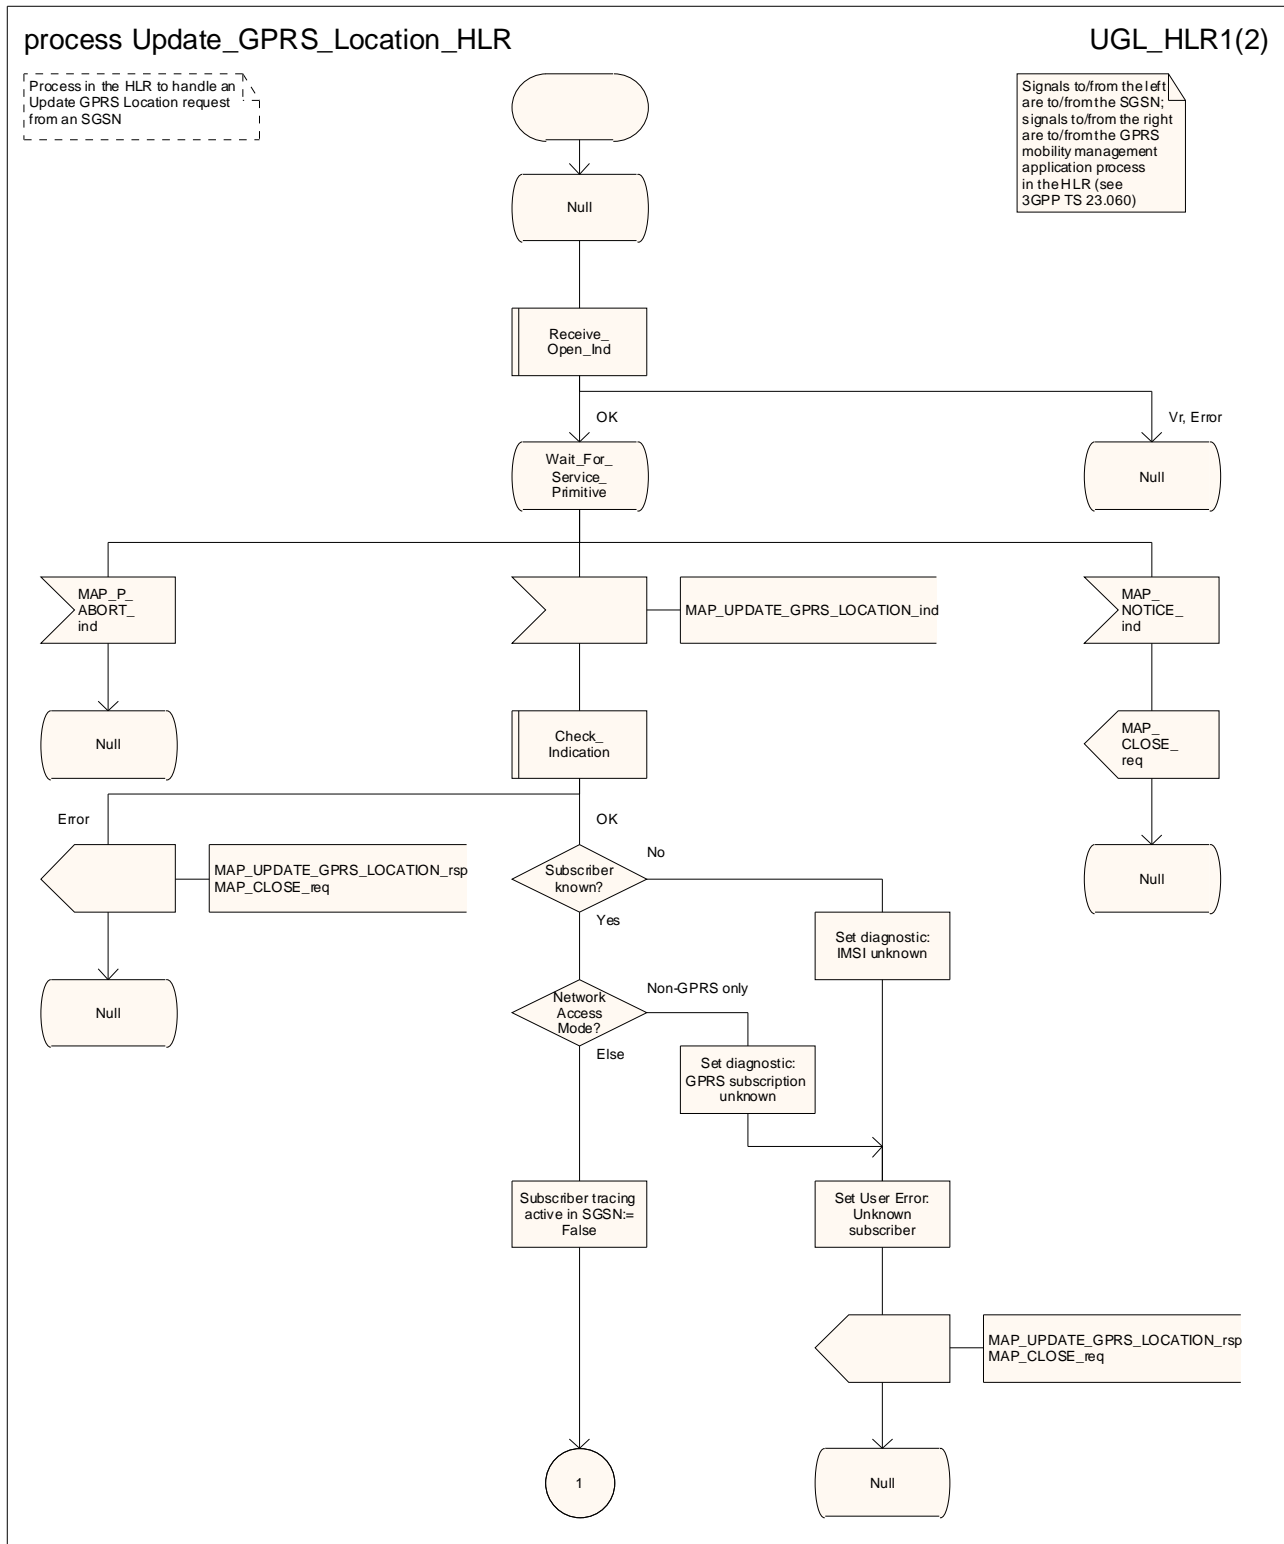 process Update_GPRS_Location_HLR
UGL_HLR1(2)
Process in the HLR to handle an
Update GPRS Location request
from an SGSN
Signals to/from the left
are to/from the SGSN;
signals to/from the right
are to/from the GPRS
mobility management
application process
in the HLR (see
3GPP TS 23.060)
Null
Receive_
Open_Ind
OK
Vr, Error
Wait_For_
Service_
Primitive
Null
MAP_P_
ABORT_
ind
MAP_UPDATE_GPRS_LOCATION_ind
MAP_
NOTICE_
ind
Null
Check_
Indication
MAP_
CLOSE_
req
Error
OK
MAP_UPDATE_GPRS_LOCATION_rsp
MAP_CLOSE_req
Subscriber
known?
No
Null
Yes
Set diagnostic:
IMSI unknown
Null
Network
Access
Mode?
Non-GPRS only
Else
Set diagnostic:
GPRS subscription
unknown
Subscriber tracing
active in SGSN:=
False
Set User Error:
Unknown
subscriber
MAP_UPDATE_GPRS_LOCATION_rsp
MAP_CLOSE_req
1
Null